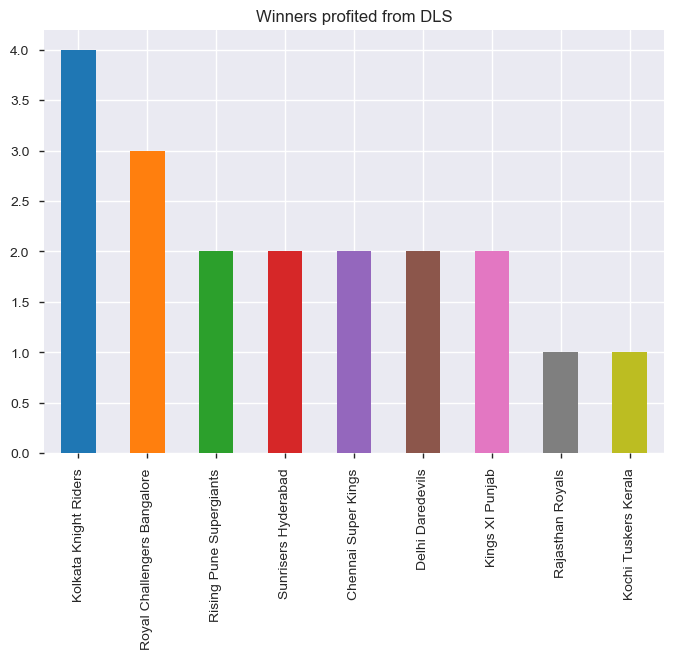 Winners profited from DLS
4.0
3.5
3.0
2.5
2.0
1.5
1.0
0.5
0.0
Kolkata Knight Riders
Royal Challengers Bangalore
Rising Pune Supergiants
Sunrisers Hyderabad
Chennai Super Kings
Delhi Daredevils
Kings XI Punjab
Rajasthan Royals
Kochi Tuskers Kerala